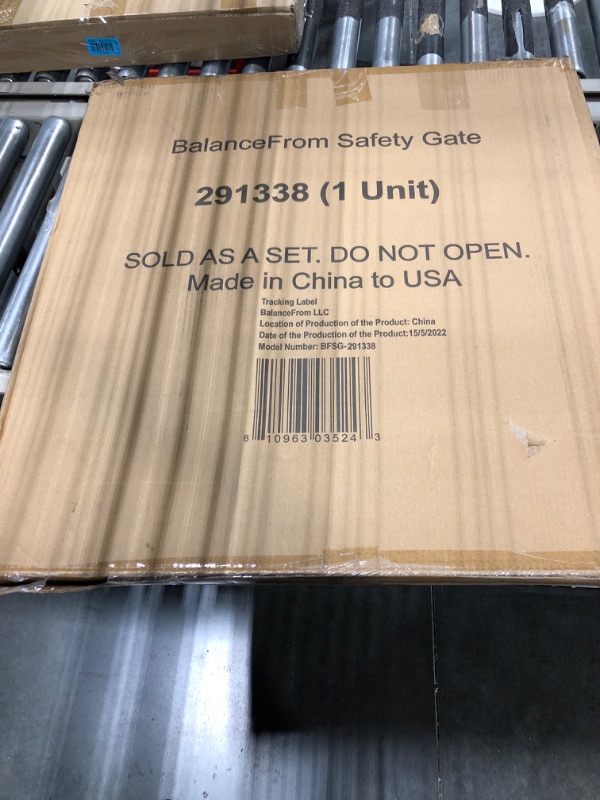 BalanceFrom Safety Gate
291338 (1 Unit)
SOLD AS A SET. DO NOT OPEN.
Made in China to USA
Tracking Label
BalanceFrom LLC
Location of Production of the Product: China
Date of the Production of the Product:15/5/2022
Model Number: BFSG-291338
8 10963 03524 3